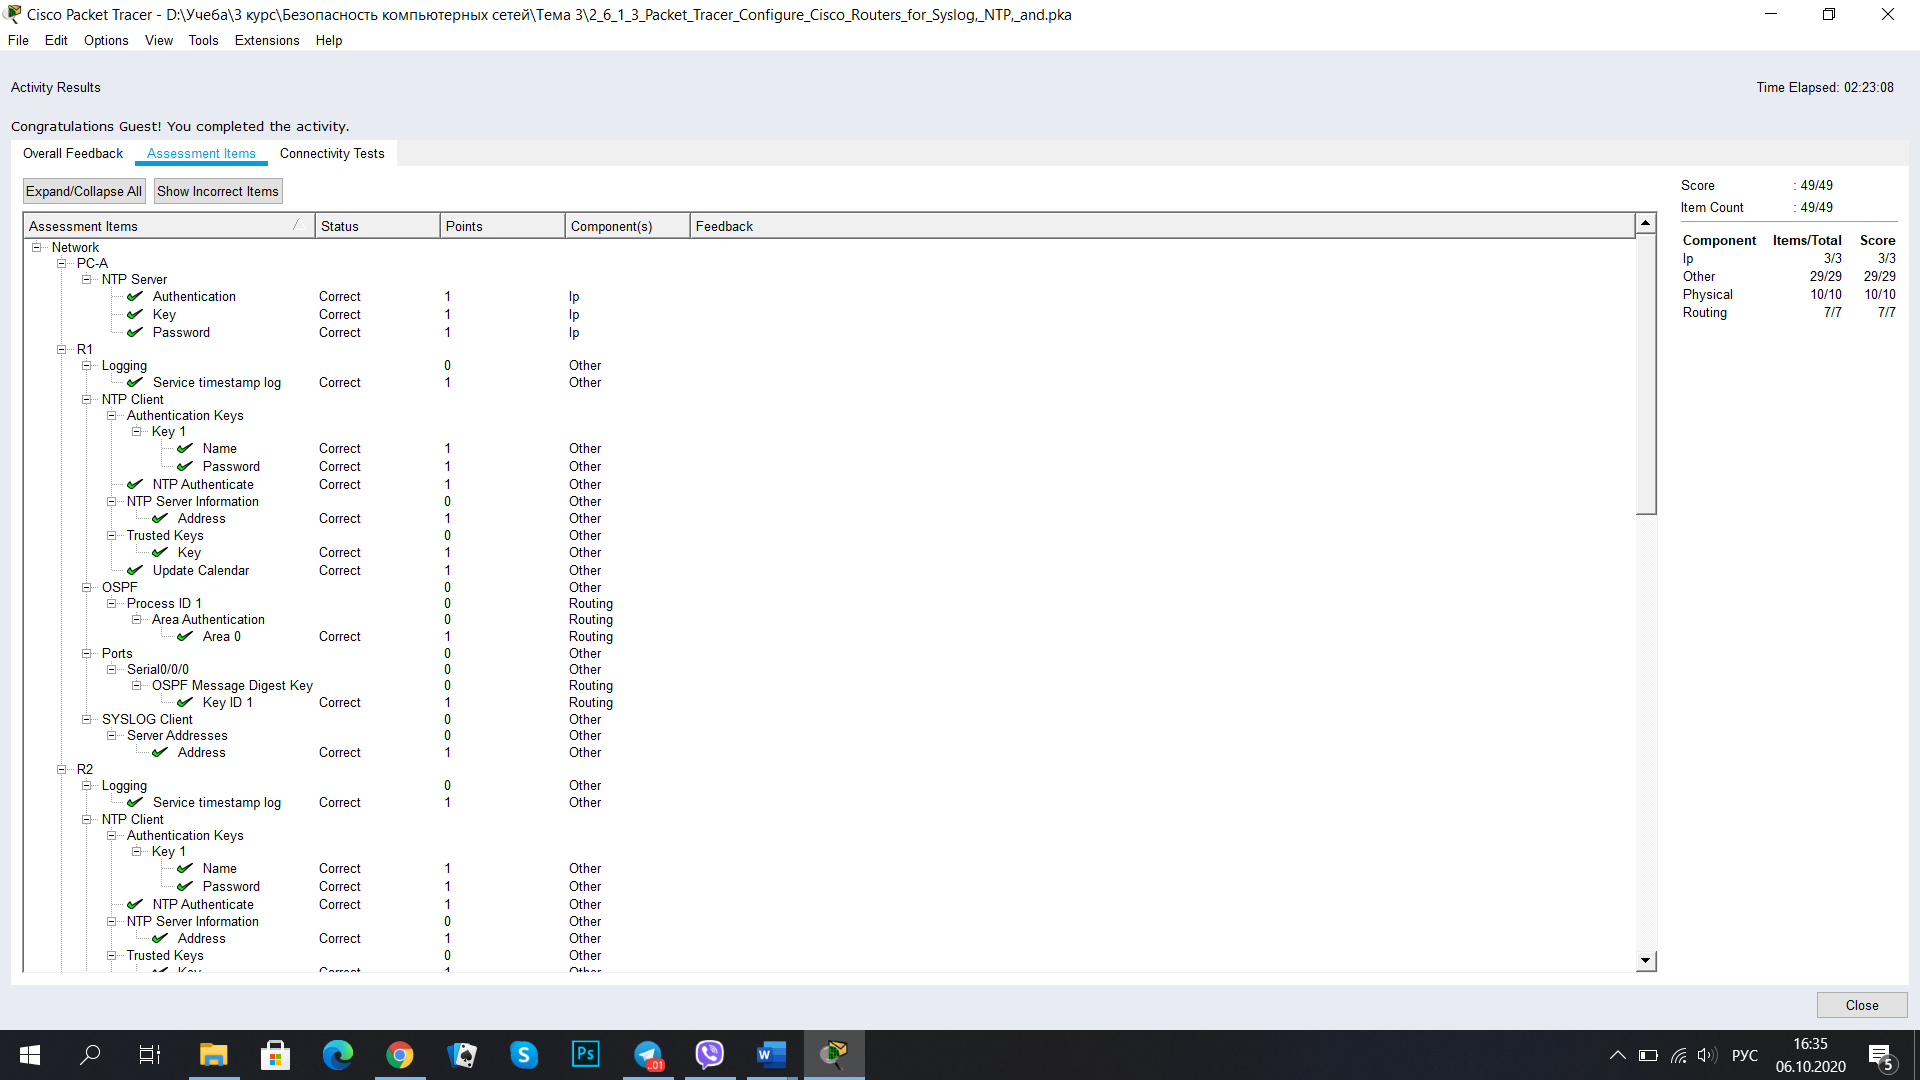 Cisco Packet Tracer - D:\Учеба\3 курс\Безопасность компьютерных сетей\Тема 3\2_6_1_3_Packet_Tracer_Configure_Cisco_Routers_for_Syslog,_NTP,_and.pka
File Edit Options View Tools Extensions Help
Activity Results
Time Elapsed: 02:23:08
Congratulations Guest! You completed the activity.
Overall Feedback Assessment Items Connectivity Tests
Expand/Collapse All Show Incorrect Items
Assessment Items Status Points Component(s) Feedback
Network
PC-A
NTP Server
Authentication Correct 1 Ip
Key Correct 1 Ip
Password Correct 1 Ip
R1
Logging 0 Other
Service timestamp log Correct 1 Other
NTP Client
Authentication Keys
Key 1
Name Correct 1 Other
Password Correct 1 Other
NTP Authenticate Correct 1 Other
NTP Server Information 0 Other
Address Correct 1 Other
Trusted Keys 0 Other
Key Correct 1 Other
Update Calendar Correct 1 Other
OSPF 0 Other
Process ID 1 0 Routing
Area Authentication 0 Routing
Area 0 Correct 1 Routing
Ports 0 Other
Serial0/0/0 0 Other
OSPF Message Digest Key 0 Routing
Key ID 1 Correct 1 Routing
SYSLOG Client 0 Other
Server Addresses 0 Other
Address Correct 1 Other
R2
Logging 0 Other
Service timestamp log Correct 1 Other
NTP Client
Authentication Keys
Key 1
Name Correct 1 Other
Password Correct 1 Other
NTP Authenticate Correct 1 Other
NTP Server Information 0 Other
Address Correct 1 Other
Trusted Keys 0 Other
Key Correct 1 Other
Score : 49/49
Item Count : 49/49
Component Items/Total Score
Ip 3/3 3/3
Other 29/29 29/29
Physical 10/10 10/10
Routing 7/7 7/7
Close
Ps
..01
W
РУС
16:35
06.10.2020
5